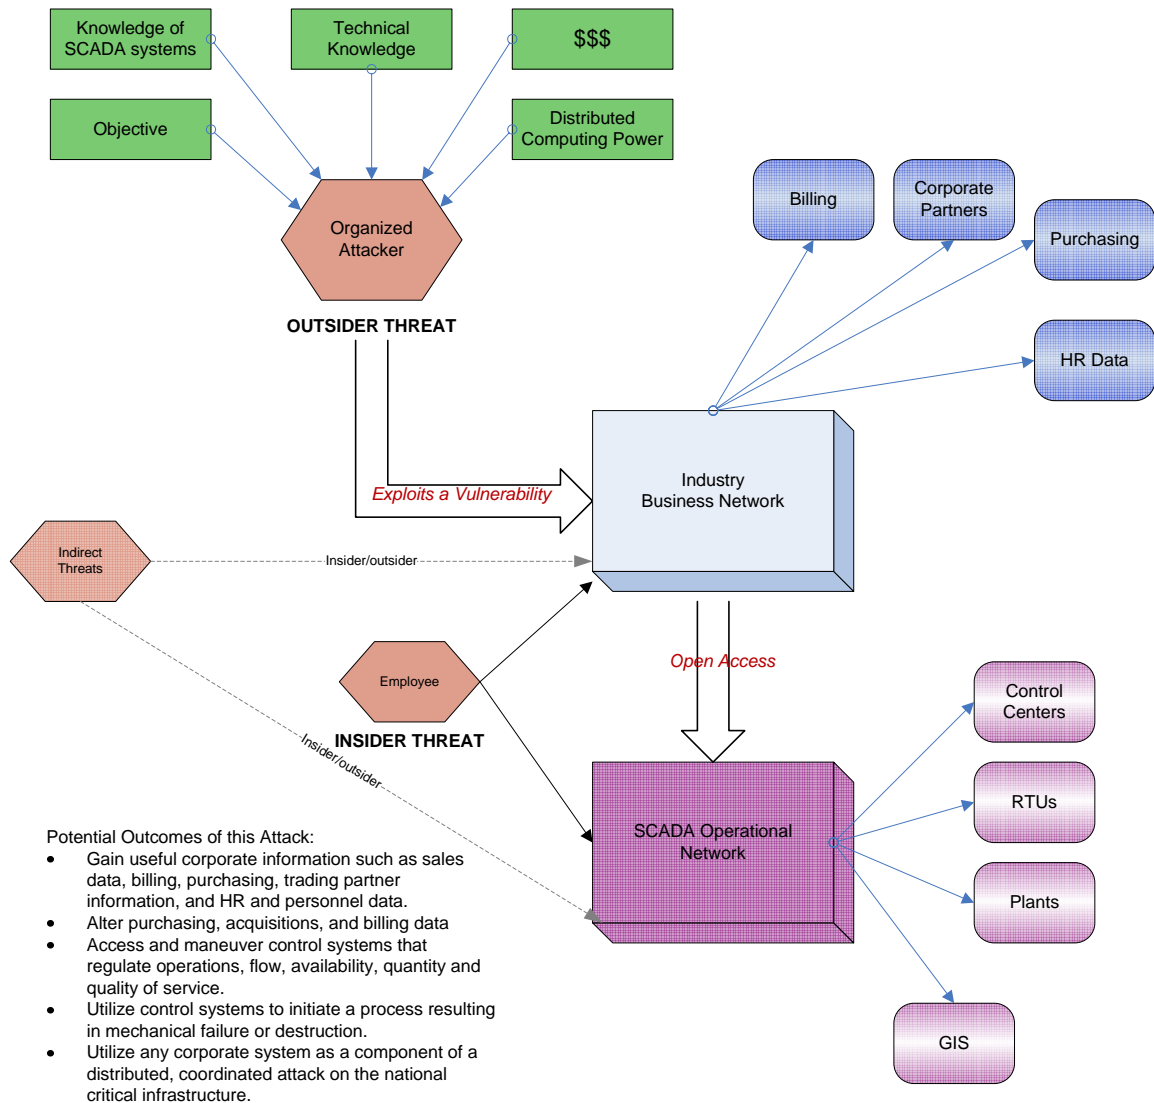 Knowledge of
SCADA systems
Technical
Knowledge
$$$
Objective
Distributed
Computing Power
Organized
Attacker
OUTSIDER THREAT
Billing
Corporate
Partners
Purchasing
HR Data
Exploits a Vulnerability
Industry
Business Network
Indirect
Threats
Insider/outsider
Employee
INSIDER THREAT
Insider/outsider
Open Access
SCADA Operational
Network
Control
Centers
RTUs
Plants
GIS
Potential Outcomes of this Attack:
• Gain useful corporate information such as sales
data, billing, purchasing, trading partner
information, and HR and personnel data.
• Alter purchasing, acquisitions, and billing data
• Access and maneuver control systems that
regulate operations, flow, availability, quantity and
quality of service.
• Utilize control systems to initiate a process resulting
in mechanical failure or destruction.
• Utilize any corporate system as a component of a
distributed, coordinated attack on the national
critical infrastructure.